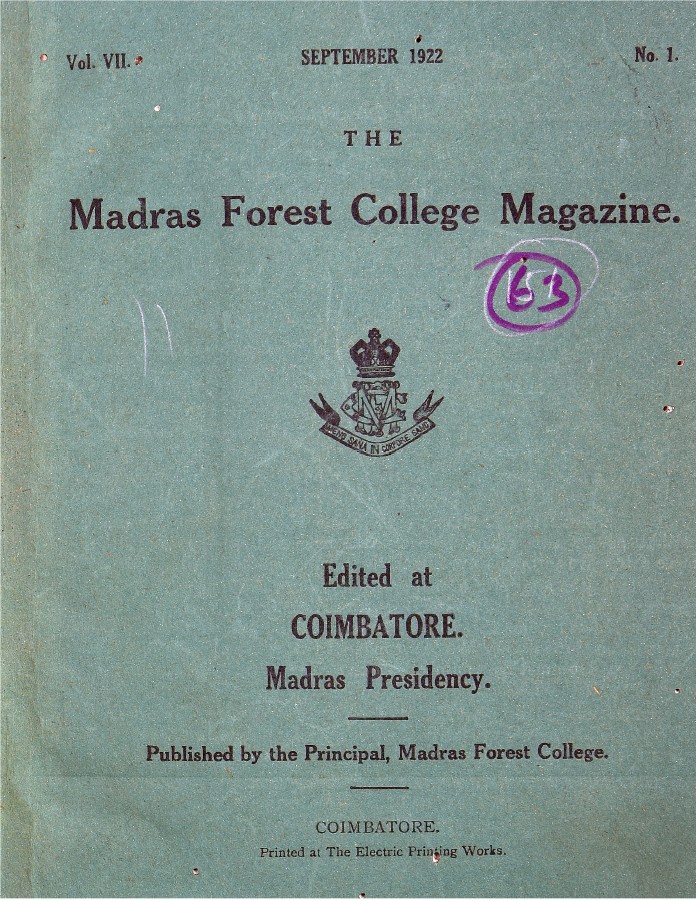 Vol. VII. SEPTEMBER 1922 No. 1.
THE
Madras Forest College Magazine.
63
MENS SANA IN CORPORE SANO
Edited at
COIMBATORE.
Madras Presidency.
Published by the Principal, Madras Forest College.
COIMBATORE.
Printed at The Electric Printing Works.